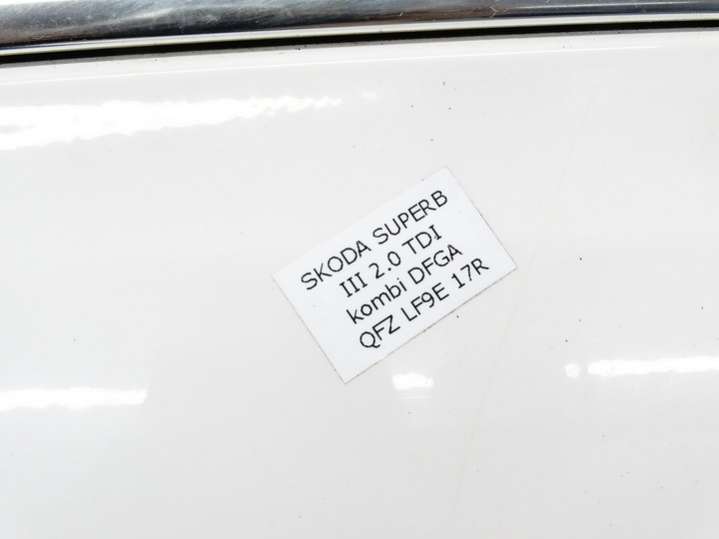 SKODA SUPERB
III 2.0 TDI
kombi DFGA
QFZ LF9E 17R